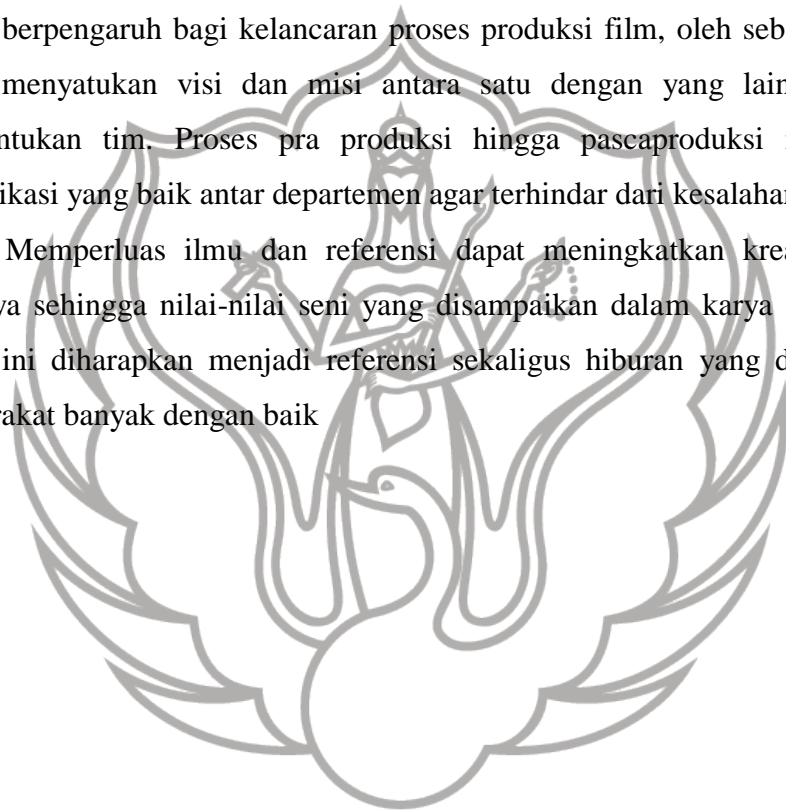 berpengaruh bagi kelancaran proses produksi film, oleh seb
menyatukan visi dan misi antara satu dengan yang lain
ntukan tim. Proses pra produksi hingga pascaproduksi
ikasi yang baik antar departemen agar terhindar dari kesalahan
Memperluas ilmu dan referensi dapat meningkatkan krea
ya sehingga nilai-nilai seni yang disampaikan dalam karya
ini diharapkan menjadi referensi sekaligus hiburan yang d
rakat banyak dengan baik